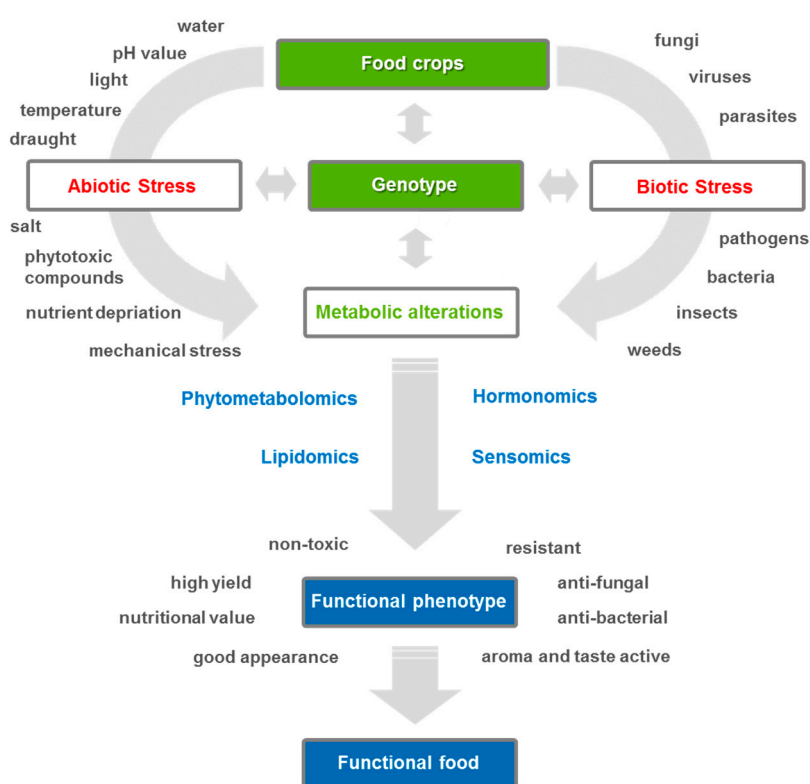 water
fungi
pH value
Food crops
viruses
light
temperature
parasites
draught
Abiotic Stress
Genotype
Biotic Stress
salt
pathogens
phytotoxic
compounds
bacteria
nutrient depriation
Metabolic alterations
insects
mechanical stress
weeds
Phytometabolomics
Hormonomics
Lipidomics
Sensomics
non-toxic
resistant
high yield
Functional phenotype
anti-fungal
nutritional value
anti-bacterial
good appearance
aroma and taste active
Functional food